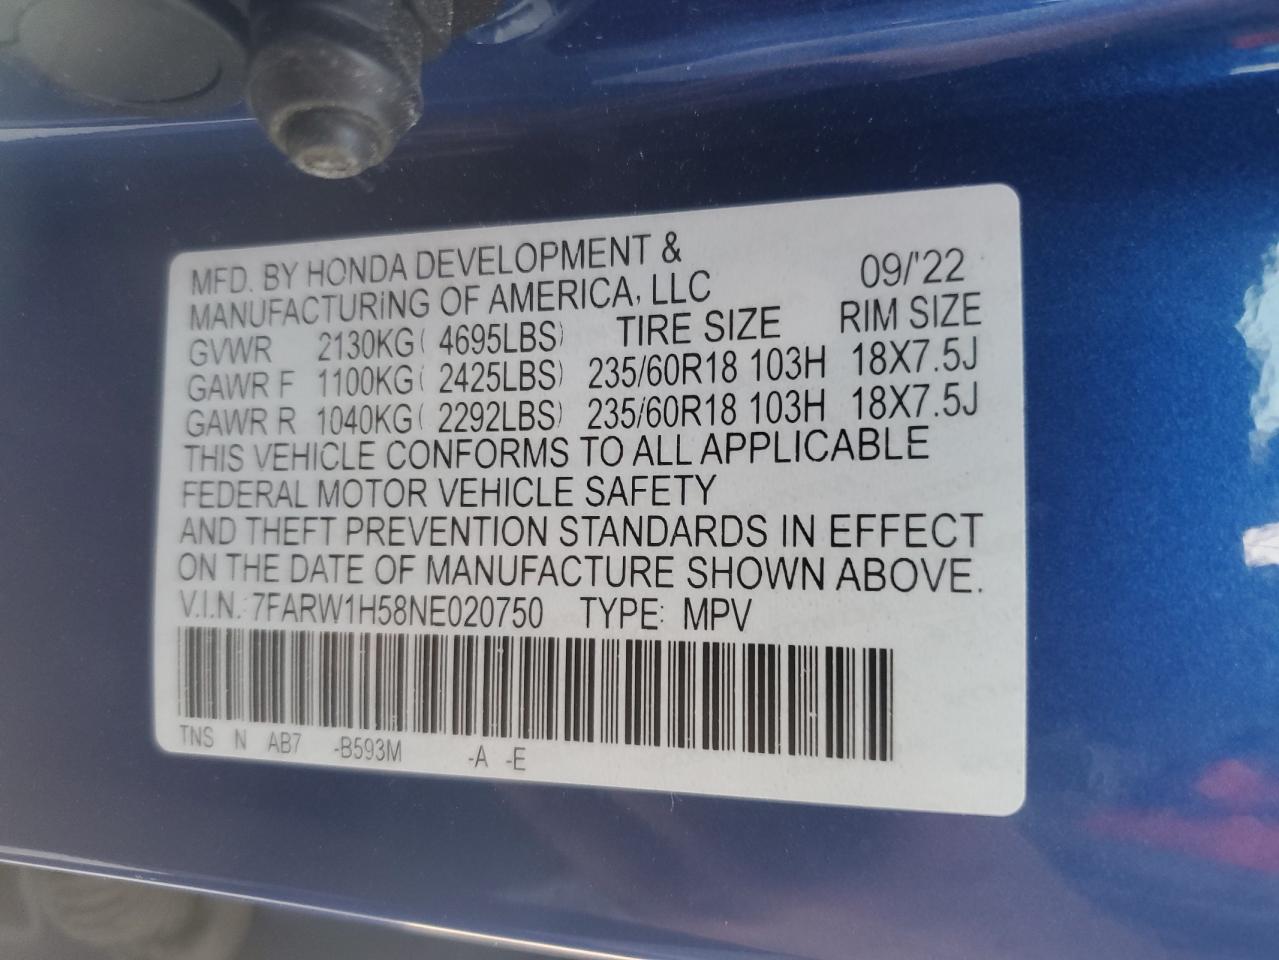 MFD. BY HONDA DEVELOPMENT &
MANUFACTURING OF AMERICA, LLC 09/'22
GVWR 2130KG( 4695LBS) TIRE SIZE RIM SIZE
GAWR F 1100KG( 2425LBS) 235/60R18 103H 18X7.5J
GAWR R 1040KG( 2292LBS) 235/60R18 103H 18X7.5J
THIS VEHICLE CONFORMS TO ALL APPLICABLE
FEDERAL MOTOR VEHICLE SAFETY
AND THEFT PREVENTION STANDARDS IN EFFECT
ON THE DATE OF MANUFACTURE SHOWN ABOVE.
V.I.N.: 7FARW1H58NE020750 TYPE: MPV
TNS N AB7 -B593M -A -E